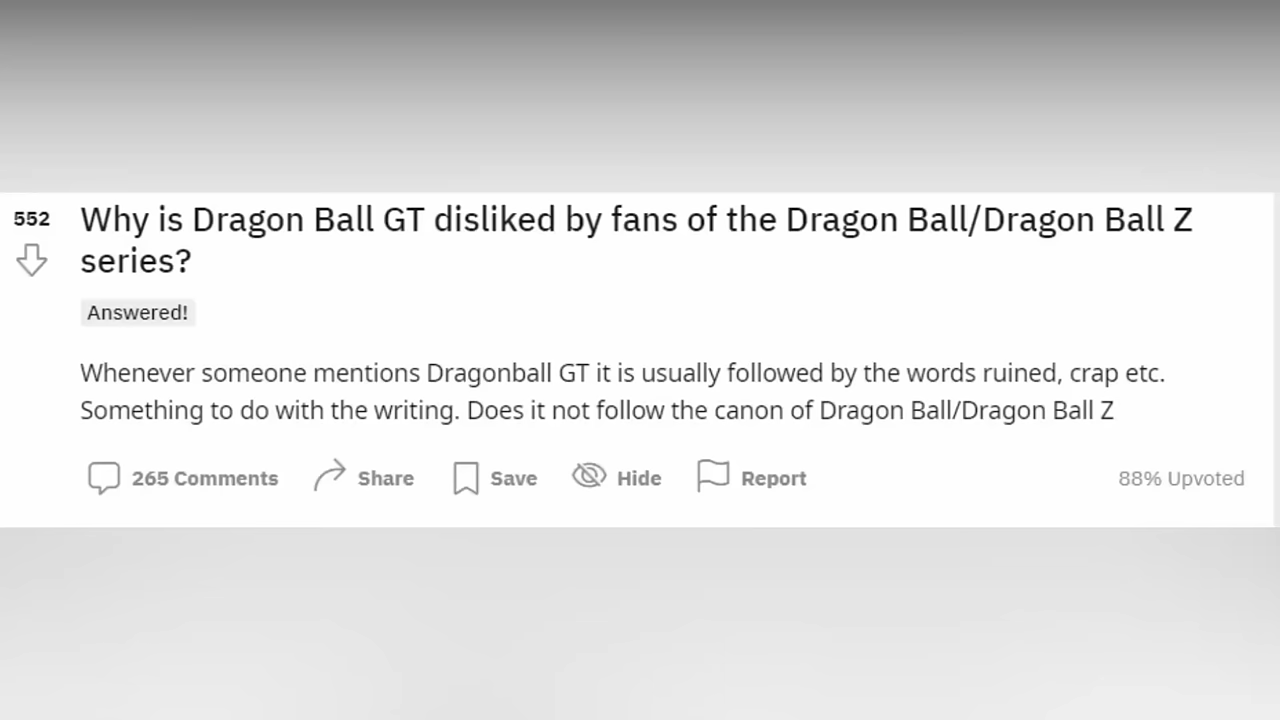 552
Why is Dragon Ball GT disliked by fans of the Dragon Ball/Dragon Ball Z
series?
Answered!
Whenever someone mentions Dragonball GT it is usually followed by the words ruined, crap etc.
Something to do with the writing. Does it not follow the canon of Dragon Ball/Dragon Ball Z
265 Comments Share Save Hide Report 88% Upvoted